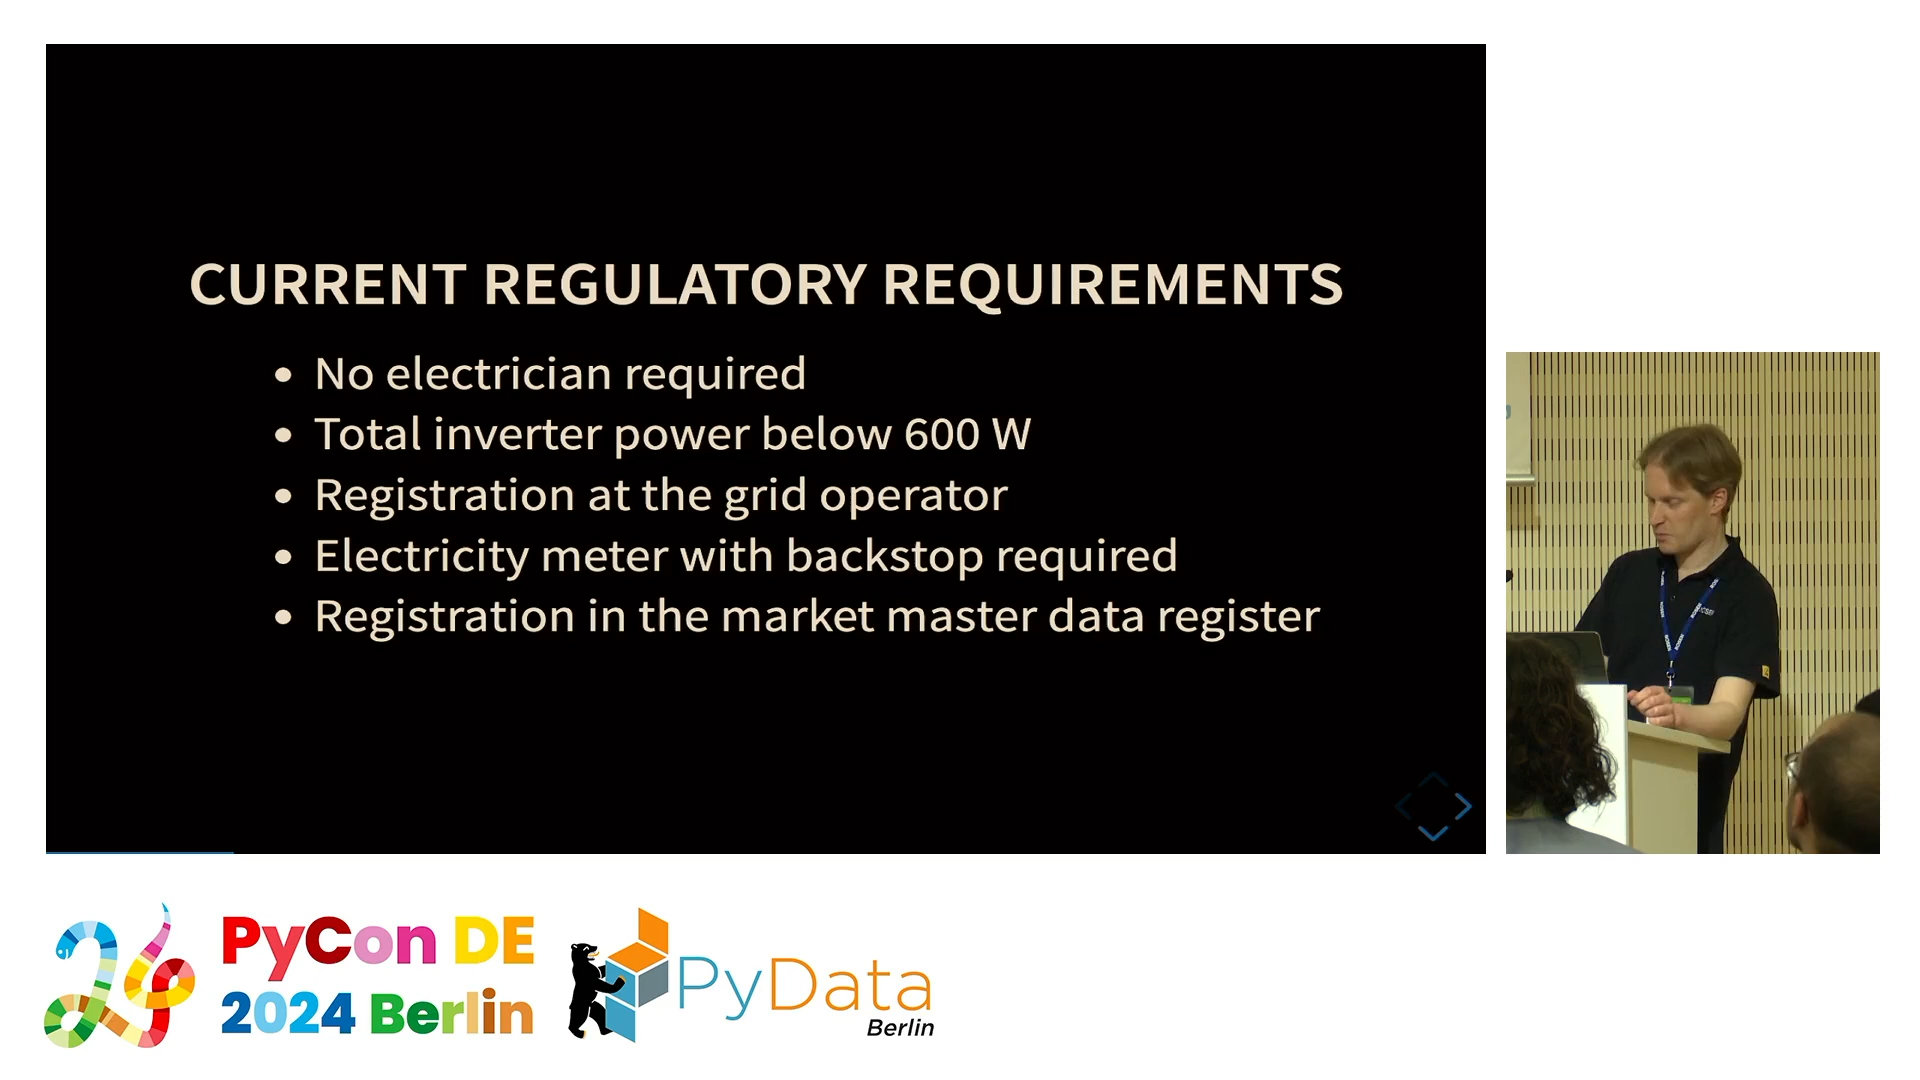 CURRENT REGULATORY REQUIREMENTS
No electrician required
Total inverter power below 600 W
Registration at the grid operator
Electricity meter with backstop required
Registration in the market master data register
PyCon DE
2024 Berlin
PyData
Berlin